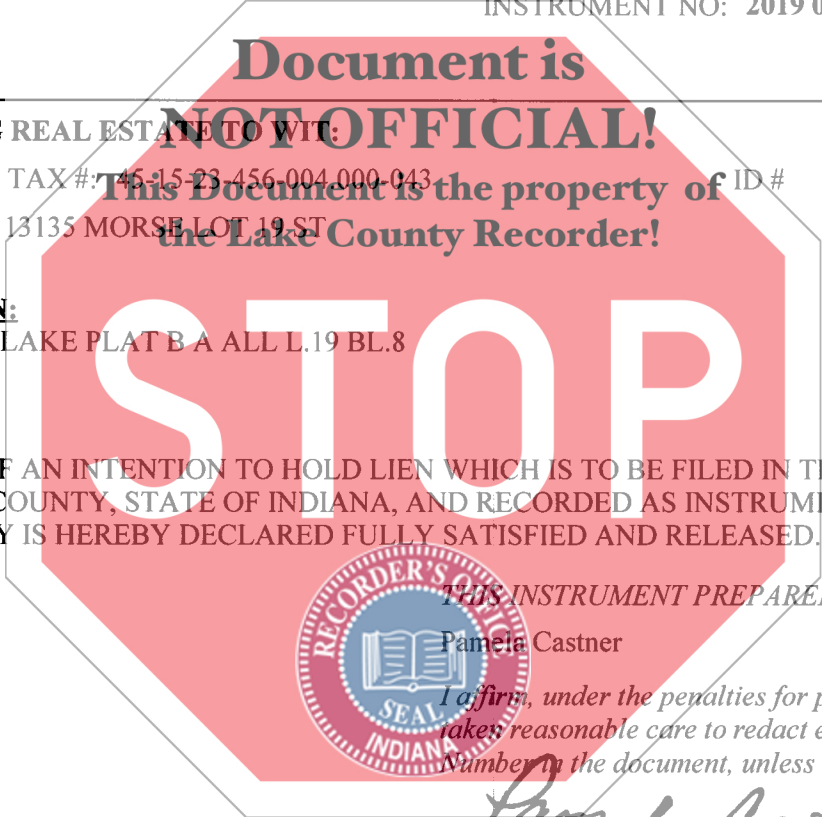 INSTRUMENT NO: 2019 0
Document is
NOT OFFICIAL!
REAL ESTATE TO WIT:
This Document is the property of
TAX #: 45-15-23-456-004.000-043 ID #
the Lake County Recorder!
13135 MORSE LOT 19 ST
N:
LAKE PLAT B A ALL L.19 BL.8
STOP
F AN INTENTION TO HOLD LIEN WHICH IS TO BE FILED IN TH
COUNTY, STATE OF INDIANA, AND RECORDED AS INSTRUME
Y IS HEREBY DECLARED FULLY SATISFIED AND RELEASED.
RECORDER'S OFFICE
SEAL
INDIANA
THIS INSTRUMENT PREPARE
Pamela Castner
I affirm, under the penalties for p
taken reasonable care to redact e
Number in the document, unless